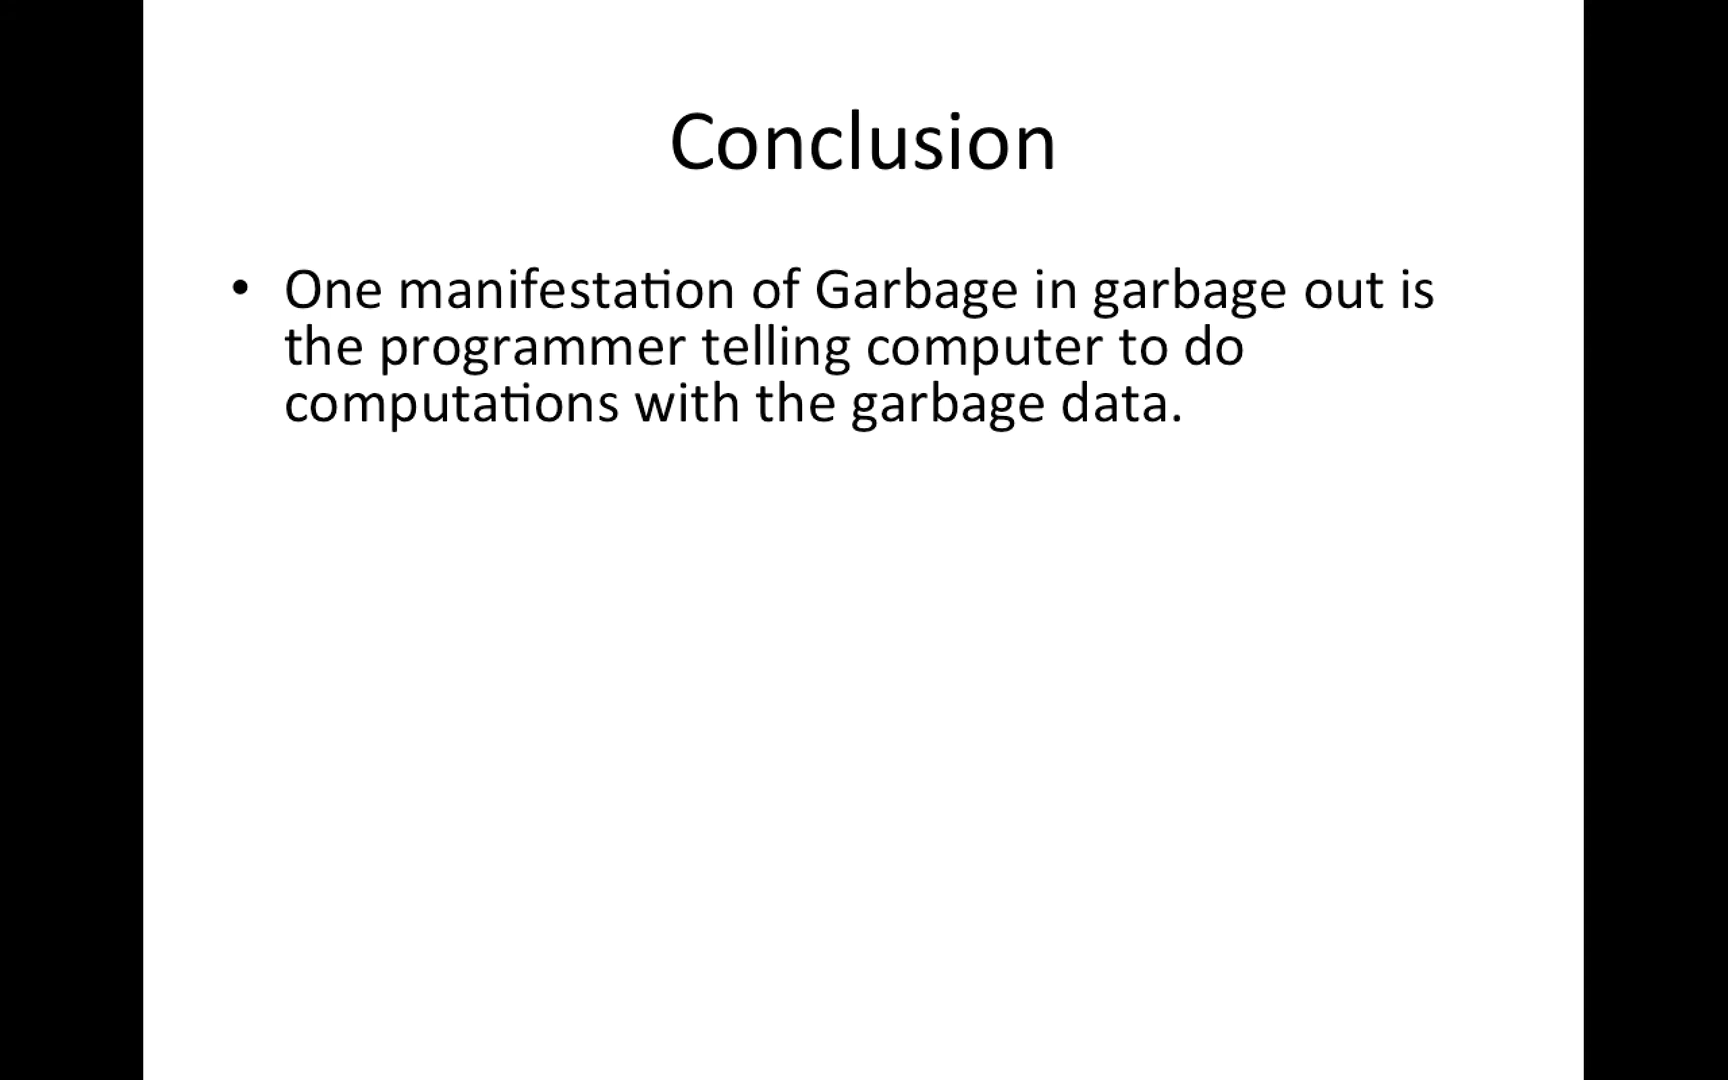 Conclusion
• One manifestation of Garbage in garbage out is
the programmer telling computer to do
computations with the garbage data.